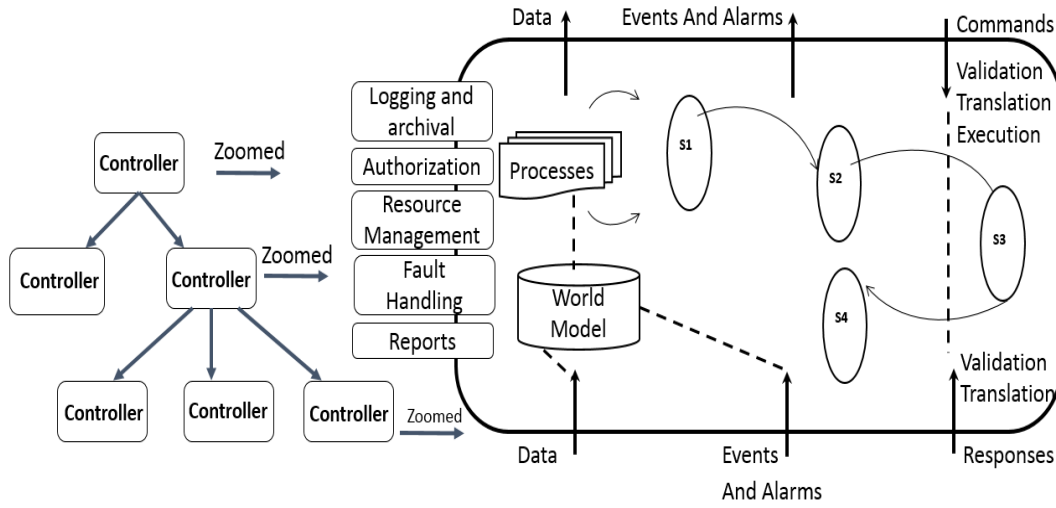 Data
Events And Alarms
Commands
Validation
Translation
Execution
Logging and
archival
Authorization
Resource
Management
Fault
Handling
Reports
Processes
World
Model
S1
S2
S3
S4
Controller
Zoomed
Controller
Controller
Zoomed
Controller
Controller
Controller
Zoomed
Validation
Translation
Data
Events
And Alarms
Responses